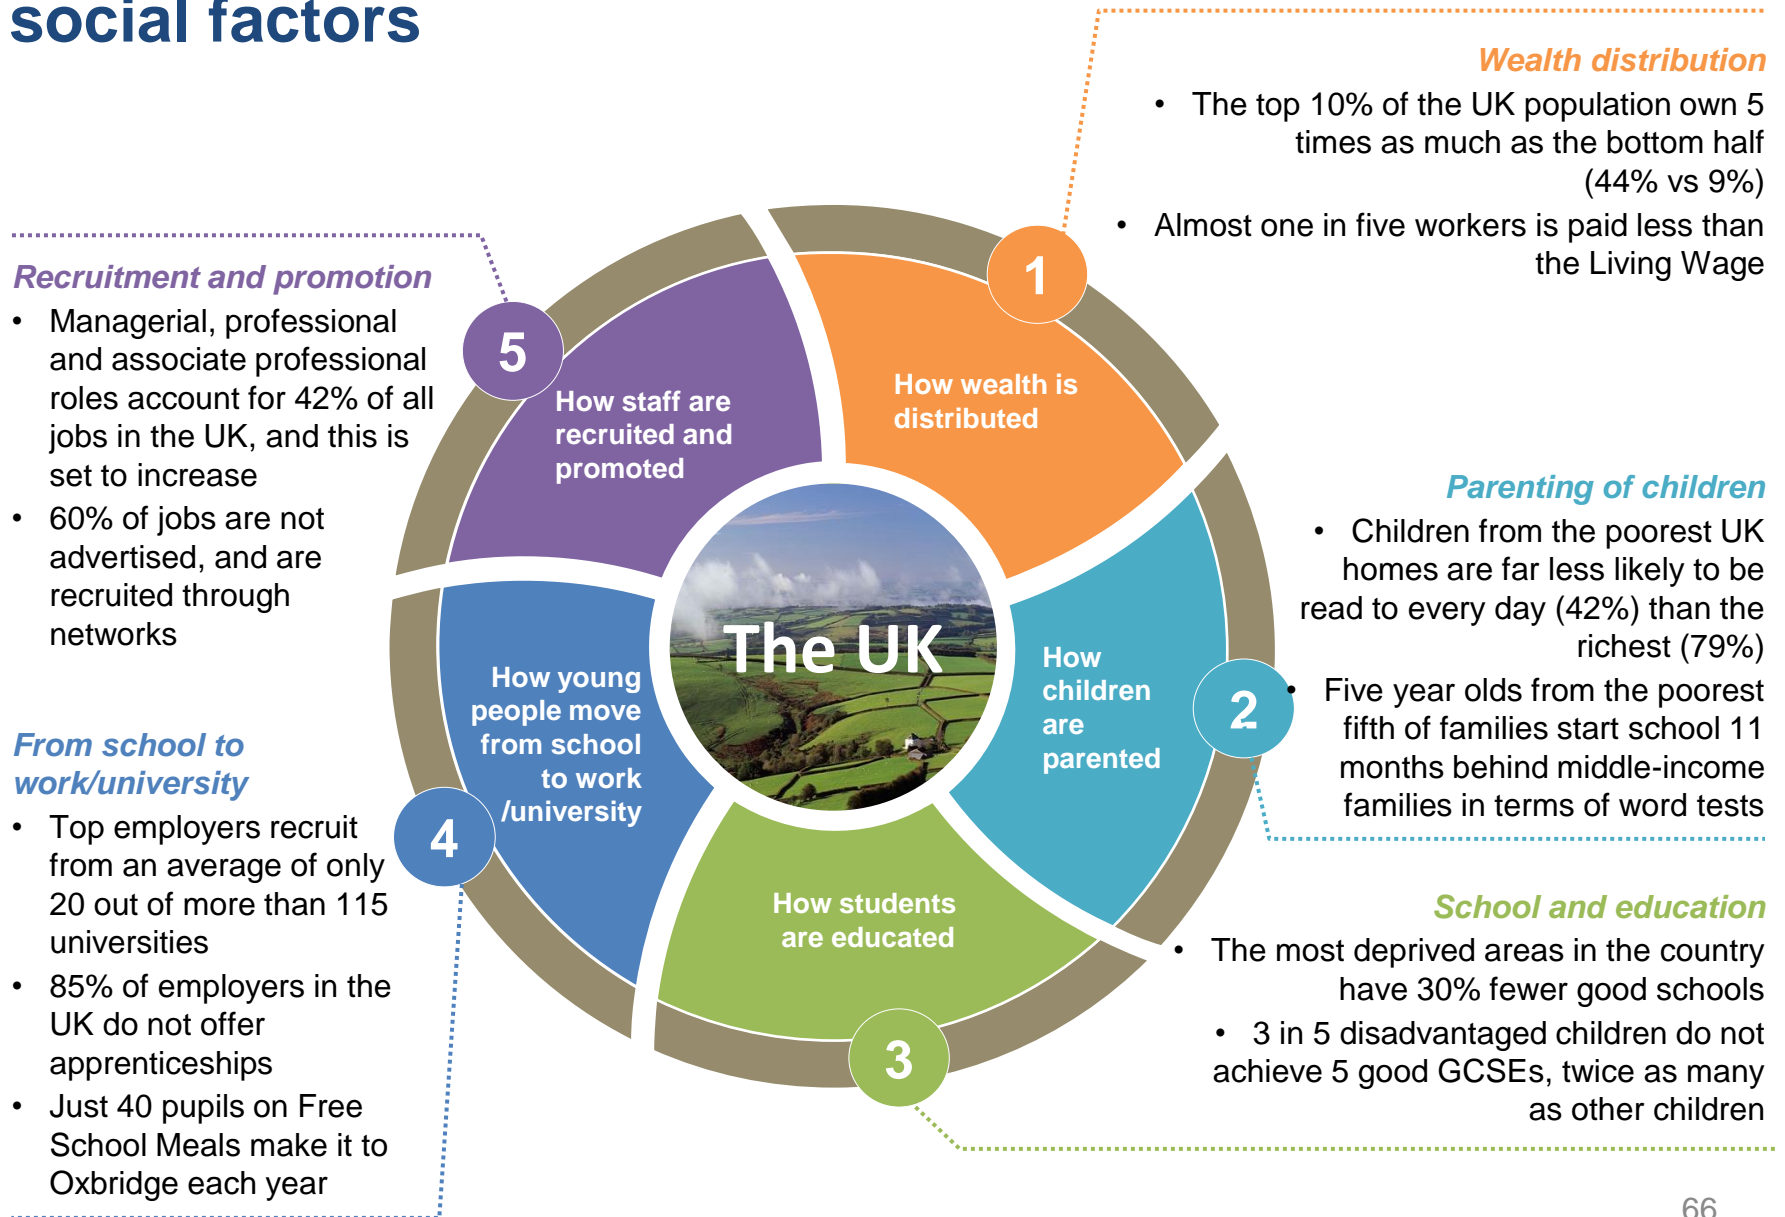 social factors
Wealth distribution
• The top 10% of the UK population own 5
times as much as the bottom half
(44% vs 9%)
• Almost one in five workers is paid less than
the Living Wage
Parenting of children
• Children from the poorest UK
homes are far less likely to be
read to every day (42%) than the
richest (79%)
• Five year olds from the poorest
fifth of families start school 11
months behind middle-income
families in terms of word tests
School and education
• The most deprived areas in the country
have 30% fewer good schools
• 3 in 5 disadvantaged children do not
achieve 5 good GCSEs, twice as many
as other children
From school to
work/university
• Top employers recruit
from an average of only
20 out of more than 115
universities
• 85% of employers in the
UK do not offer
apprenticeships
• Just 40 pupils on Free
School Meals make it to
Oxbridge each year
Recruitment and promotion
• Managerial, professional
and associate professional
roles account for 42% of all
jobs in the UK, and this is
set to increase
• 60% of jobs are not
advertised, and are
recruited through
networks
1
How wealth is
distributed
2
How
children
are
parented
3
How students
are educated
4
How young
people move
from school
to work
/university
5
How staff are
recruited and
promoted
The UK
66